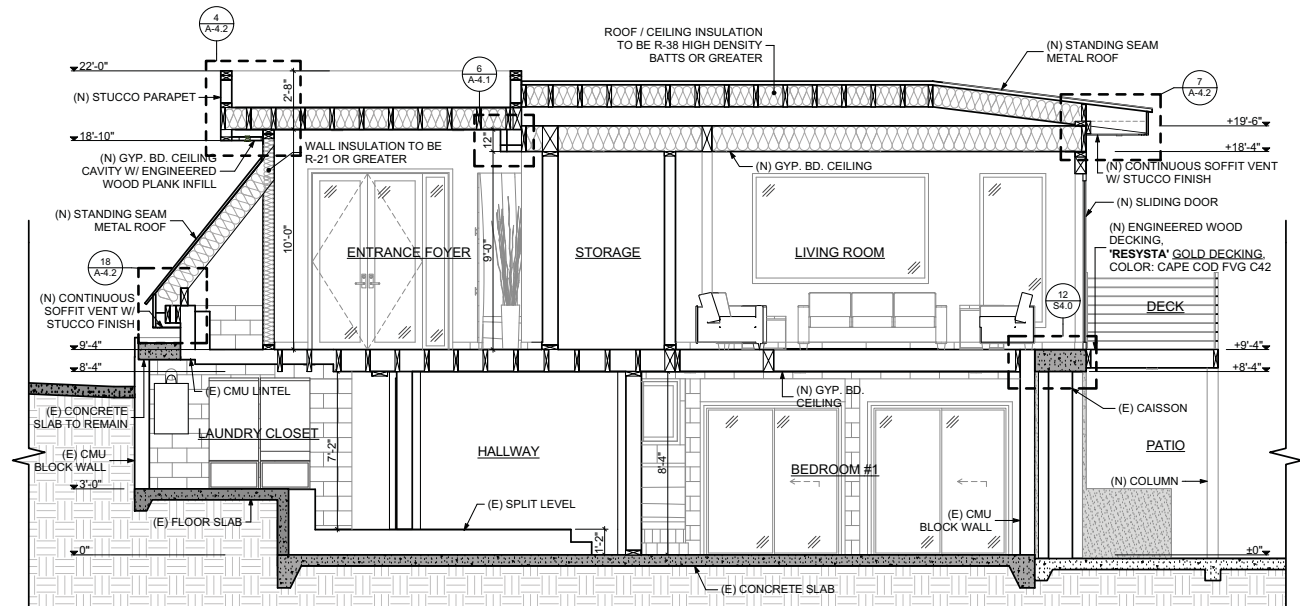 4
A-4.2
ROOF / CEILING INSULATION
TO BE R-38 HIGH DENSITY
BATTS OR GREATER
(N) STANDING SEAM
METAL ROOF
22'-0"
2'-8"
6
A-4.1
7
A-4.2
(N) STUCCO PARAPET
+19'-6"
18'-10"
12"
WALL INSULATION TO BE
R-21 OR GREATER
+18'-4"
(N) GYP. BD. CEILING
CAVITY W/ ENGINEERED
WOOD PLANK INFILL
(N) GYP. BD. CEILING
(N) CONTINUOUS SOFFIT VENT
W/ STUCCO FINISH
(N) SLIDING DOOR
(N) STANDING SEAM
METAL ROOF
(N) ENGINEERED WOOD
DECKING,
'RESYSTA' GOLD DECKING,
COLOR: CAPE COD FVG C42
10'-0"
ENTRANCE FOYER
9'-0"
STORAGE
LIVING ROOM
18
A-4.2
(N) CONTINUOUS
SOFFIT VENT W/
STUCCO FINISH
12
S4.0
DECK
9'-4"
+9'-4"
8'-4"
+8'-4"
(E) CMU LINTEL
(N) GYP. BD.
CEILING
(E) CONCRETE
SLAB TO REMAIN
(E) CAISSON
LAUNDRY CLOSET
7'-2"
HALLWAY
8'-4"
BEDROOM #1
PATIO
(E) CMU
BLOCK WALL
(N) COLUMN
3'-0"
(E) SPLIT LEVEL
(E) FLOOR SLAB
(E) CMU
BLOCK WALL
1'-2"
0"
±0"
(E) CONCRETE SLAB